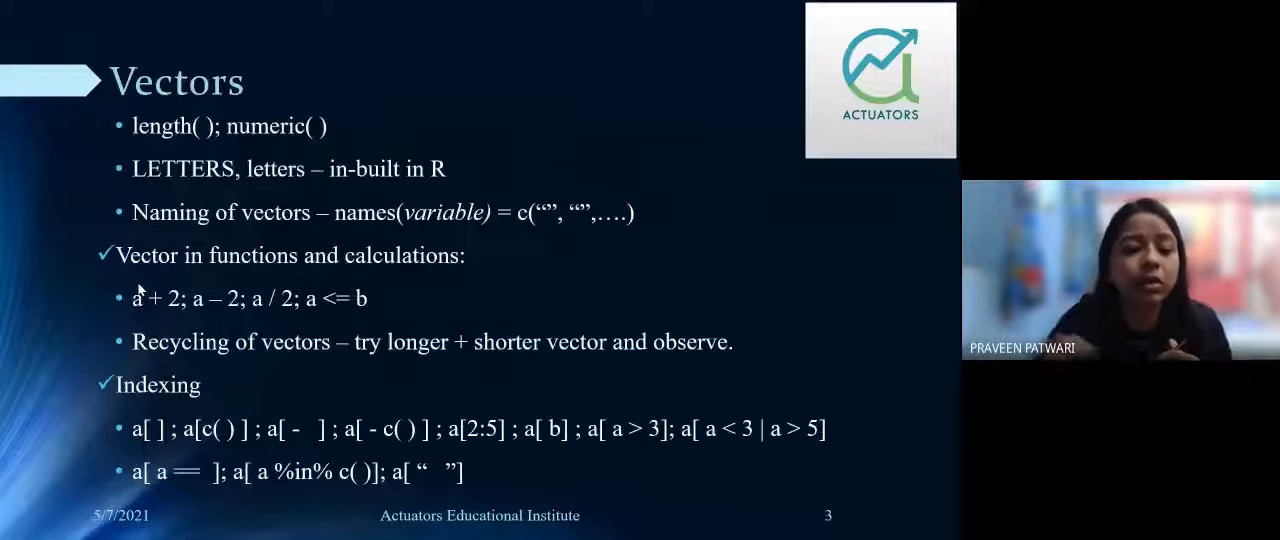 Vectors
• length( ); numeric( )
• LETTERS, letters – in-built in R
• Naming of vectors – names(variable) = c(“”, “”,….)
✓Vector in functions and calculations:
• a + 2; a – 2; a / 2; a <= b
• Recycling of vectors – try longer + shorter vector and observe.
✓Indexing
• a[ ] ; a[c( ) ] ; a[ -   ] ; a[ - c( ) ] ; a[2:5] ; a[ b] ; a[ a > 3]; a[ a < 3 | a > 5]
• a[ a ==  ]; a[ a %in% c( )]; a[ “   ”]
5/7/2021 Actuators Educational Institute 3
ACTUATORS
PRAVEEN PATWARI